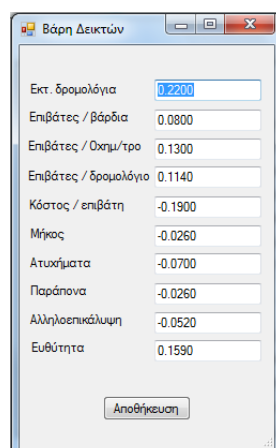 Βάρη Δεικτών
Εκτ. δρομολόγια 0.2200
Επιβάτες / βάρδια 0.0800
Επιβάτες / Οχημ/τρο 0.1300
Επιβάτες / δρομολόγιο 0.1140
Κόστος / επιβάτη -0.1900
Μήκος -0.0260
Ατυχήματα -0.0700
Παράπονα -0.0260
Αλληλοεπικάλυψη -0.0520
Ευθύτητα 0.1590
Αποθήκευση